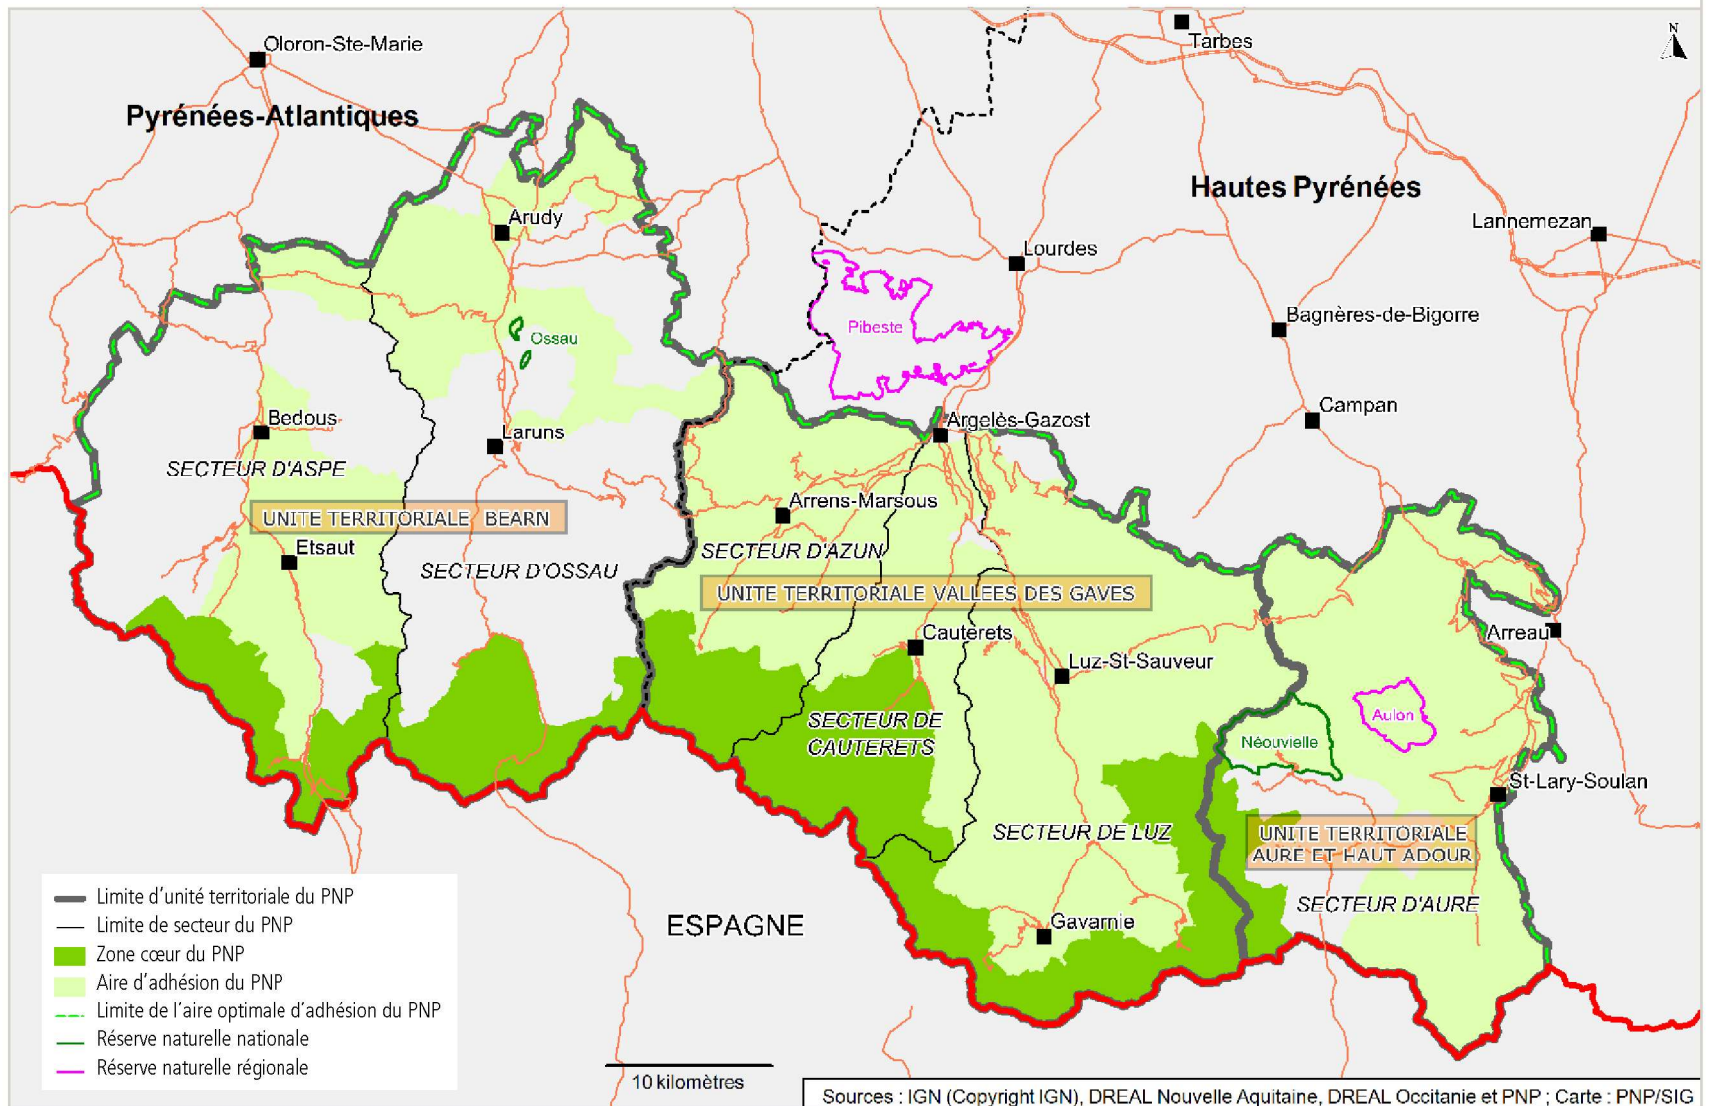 N
Oloron-Ste-Marie
Tarbes
Pyrénées-Atlantiques
Hautes Pyrénées
Arudy
Lannemezan
Lourdes
Bagnères-de-Bigorre
Pibeste
Ossau
Campan
Bedous
Laruns
Argelès-Gazost
SECTEUR D'ASPE
Arrens-Marsous
UNITE TERRITORIALE BEARN
Etsaut
SECTEUR D'AZUN
SECTEUR D'OSSAU
UNITE TERRITORIALE VALLEES DES GAVES
Cauterets
Arreau
Luz-St-Sauveur
SECTEUR DE
CAUTERETS
Aulon
Néouvielle
St-Lary-Soulan
SECTEUR DE LUZ
UNITE TERRITORIALE
AURE ET HAUT ADOUR
SECTEUR D'AURE
ESPAGNE
Gavarnie
Limite d'unité territoriale du PNP
Limite de secteur du PNP
Zone cœur du PNP
Aire d'adhésion du PNP
Limite de l'aire optimale d'adhésion du PNP
Réserve naturelle nationale
Réserve naturelle régionale
10 kilomètres
Sources : IGN (Copyright IGN), DREAL Nouvelle Aquitaine, DREAL Occitanie et PNP ; Carte : PNP/SIG